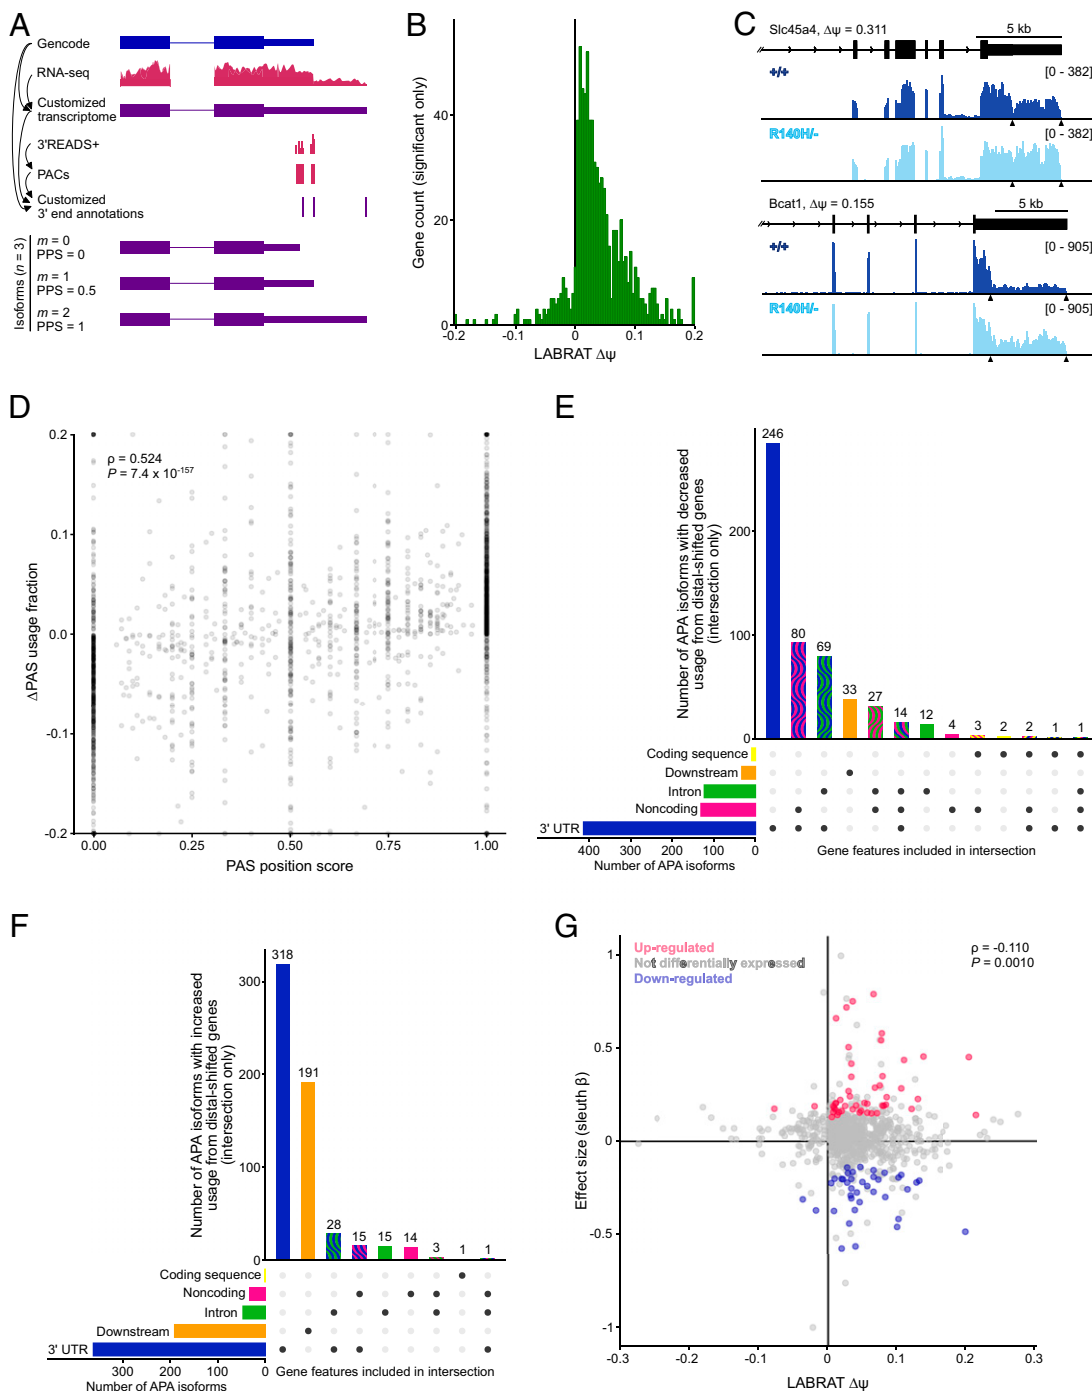 A
Gencode
RNA-seq
Customized
transcriptome
3'READS+
PACs
Customized
3' end annotations
Isoforms (n = 3)
m = 0
PPS = 0
m = 1
PPS = 0.5
m = 2
PPS = 1
B
Gene count (significant only)
40
20
0
-0.2 -0.1 0 0.1 0.2
LABRAT Δψ
C
Slc45a4, Δψ = 0.311
5 kb
+/+
[0 - 382]
R140H/-
[0 - 382]
Bcat1, Δψ = 0.155
5 kb
+/+
[0 - 905]
R140H/-
[0 - 905]
D
ρ = 0.524
P = 7.4 x 10⁻¹⁵⁷
ΔPAS usage fraction
0.2
0.1
0.0
-0.1
-0.2
0.00 0.25 0.50 0.75 1.00
PAS position score
E
Number of APA isoforms with decreased
usage from distal-shifted genes
(intersection only)
200
100
0
246 80 69 33 27 14 12 4 3 2 2 1 1
Coding sequence
Downstream
Intron
Noncoding
3' UTR
400 300 200 100 0
Number of APA isoforms
Gene features included in intersection
F
Number of APA isoforms with increased
usage from distal-shifted genes
(intersection only)
300
200
100
0
318 191 28 15 15 14 3 1 1
Coding sequence
Noncoding
Intron
Downstream
3' UTR
300 200 100 0
Number of APA isoforms
Gene features included in intersection
G
Up-regulated
Not differentially expressed
Down-regulated
ρ = -0.110
P = 0.0010
Effect size (sleuth β)
1
0.5
0
-0.5
-1
-0.3 -0.2 -0.1 0 0.1 0.2 0.3
LABRAT Δψ